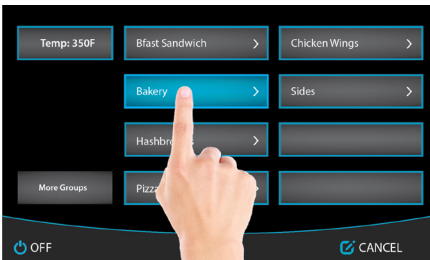 Temp: 350F
Bfast Sandwich
Chicken Wings
Bakery
Sides
More Groups
OFF
CANCEL